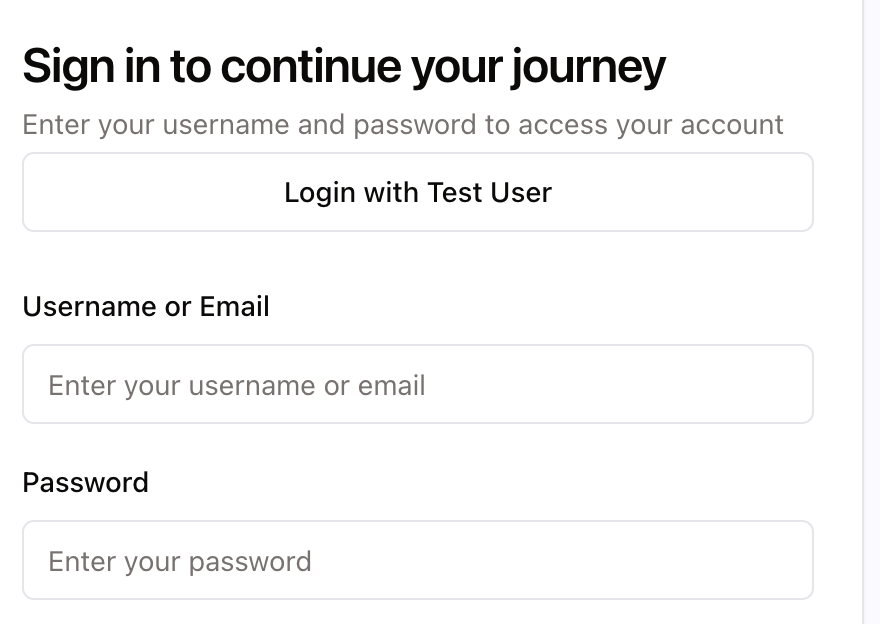 Sign in to continue your journey
Enter your username and password to access your account
Login with Test User
Username or Email
Enter your username or email
Password
Enter your password